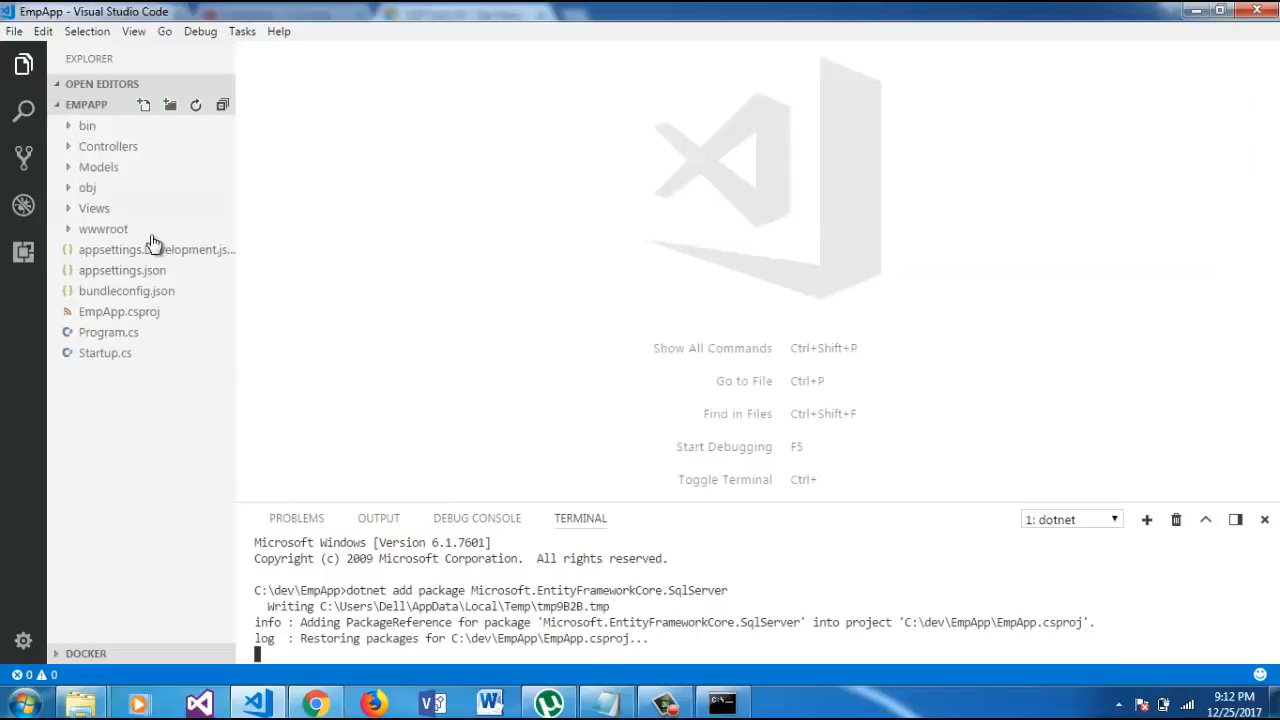 EmpApp - Visual Studio Code
File Edit Selection View Go Debug Tasks Help
EXPLORER
OPEN EDITORS
EMPAPP
bin
Controllers
Models
obj
Views
wwwroot
appsettings.D elopment.js...
appsettings.json
bundleconfig.json
EmpApp.csproj
Program.cs
Startup.cs
DOCKER
Show All Commands Ctrl+Shift+P
Go to File Ctrl+P
Find in Files Ctrl+Shift+F
Start Debugging F5
Toggle Terminal Ctrl+`
PROBLEMS OUTPUT DEBUG CONSOLE TERMINAL 1: dotnet
Microsoft Windows [Version 6.1.7601]
Copyright (c) 2009 Microsoft Corporation. All rights reserved.
C:\dev\EmpApp>dotnet add package Microsoft.EntityFrameworkCore.SqlServer
Writing C:\Users\Dell\AppData\Local\Temp\tmp9B2B.tmp
info : Adding PackageReference for package 'Microsoft.EntityFrameworkCore.SqlServer' into project 'C:\dev\EmpApp\EmpApp.csproj'.
log : Restoring packages for C:\dev\EmpApp\EmpApp.csproj...
0 0
9:12 PM
12/25/2017